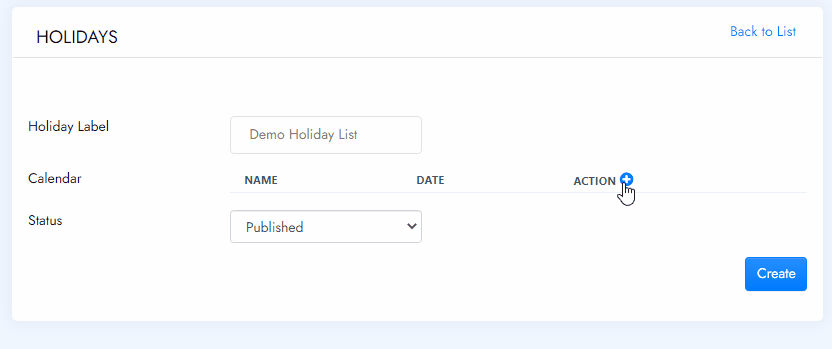 HOLIDAYS
Back to List
Holiday Label
Demo Holiday List
Calendar
NAME DATE ACTION
Status
Published
Create